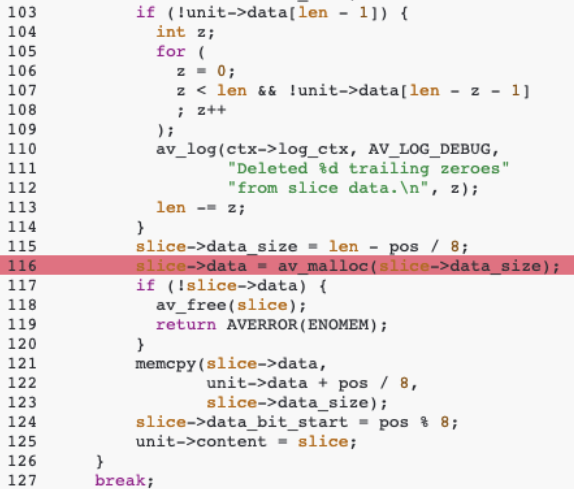 103 if (!unit->data[len - 1]) {
104 int z;
105 for (
106 z = 0;
107 z < len && !unit->data[len - z - 1]
108 ; z++
109 );
110 av_log(ctx->log_ctx, AV_LOG_DEBUG,
111 "Deleted %d trailing zeroes"
112 "from slice data.\n", z);
113 len -= z;
114 }
115 slice->data_size = len - pos / 8;
116 slice->data = av_malloc(slice->data_size);
117 if (!slice->data) {
118 av_free(slice);
119 return AVERROR(ENOMEM);
120 }
121 memcpy(slice->data,
122 unit->data + pos / 8,
123 slice->data_size);
124 slice->data_bit_start = pos % 8;
125 unit->content = slice;
126 }
127 break;